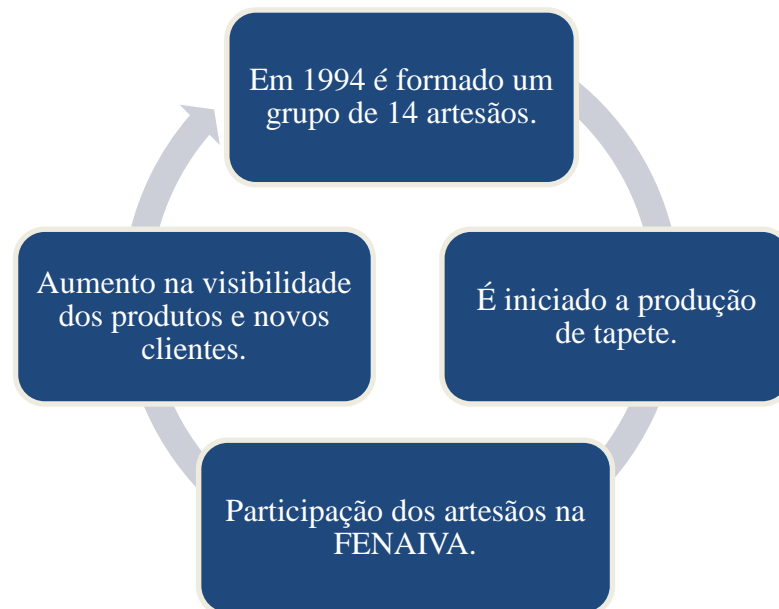 Em 1994 é formado um
grupo de 14 artesãos.
É iniciado a produção
de tapete.
Participação dos artesãos na
FENAIVA.
Aumento na visibilidade
dos produtos e novos
clientes.